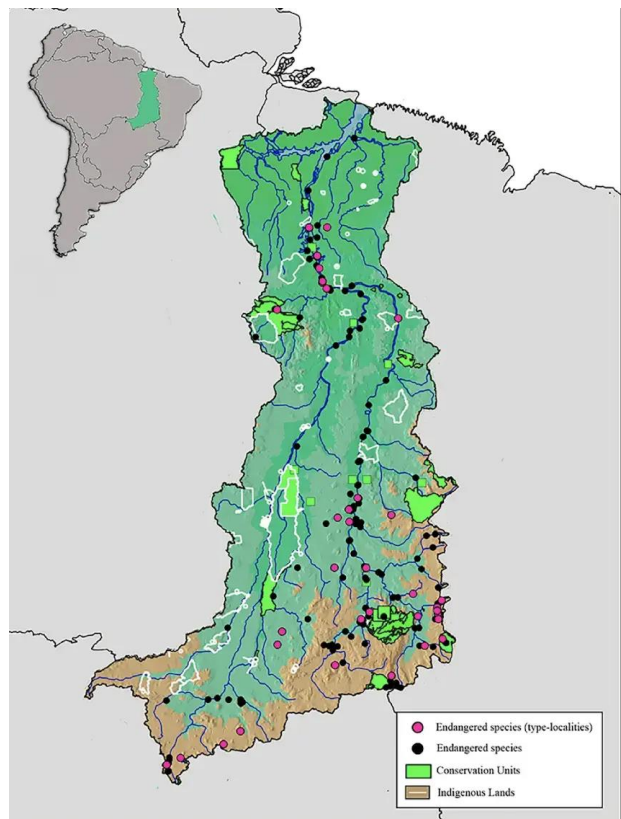 Endangered species (type-localities)
Endangered species
Conservation Units
Indigenous Lands